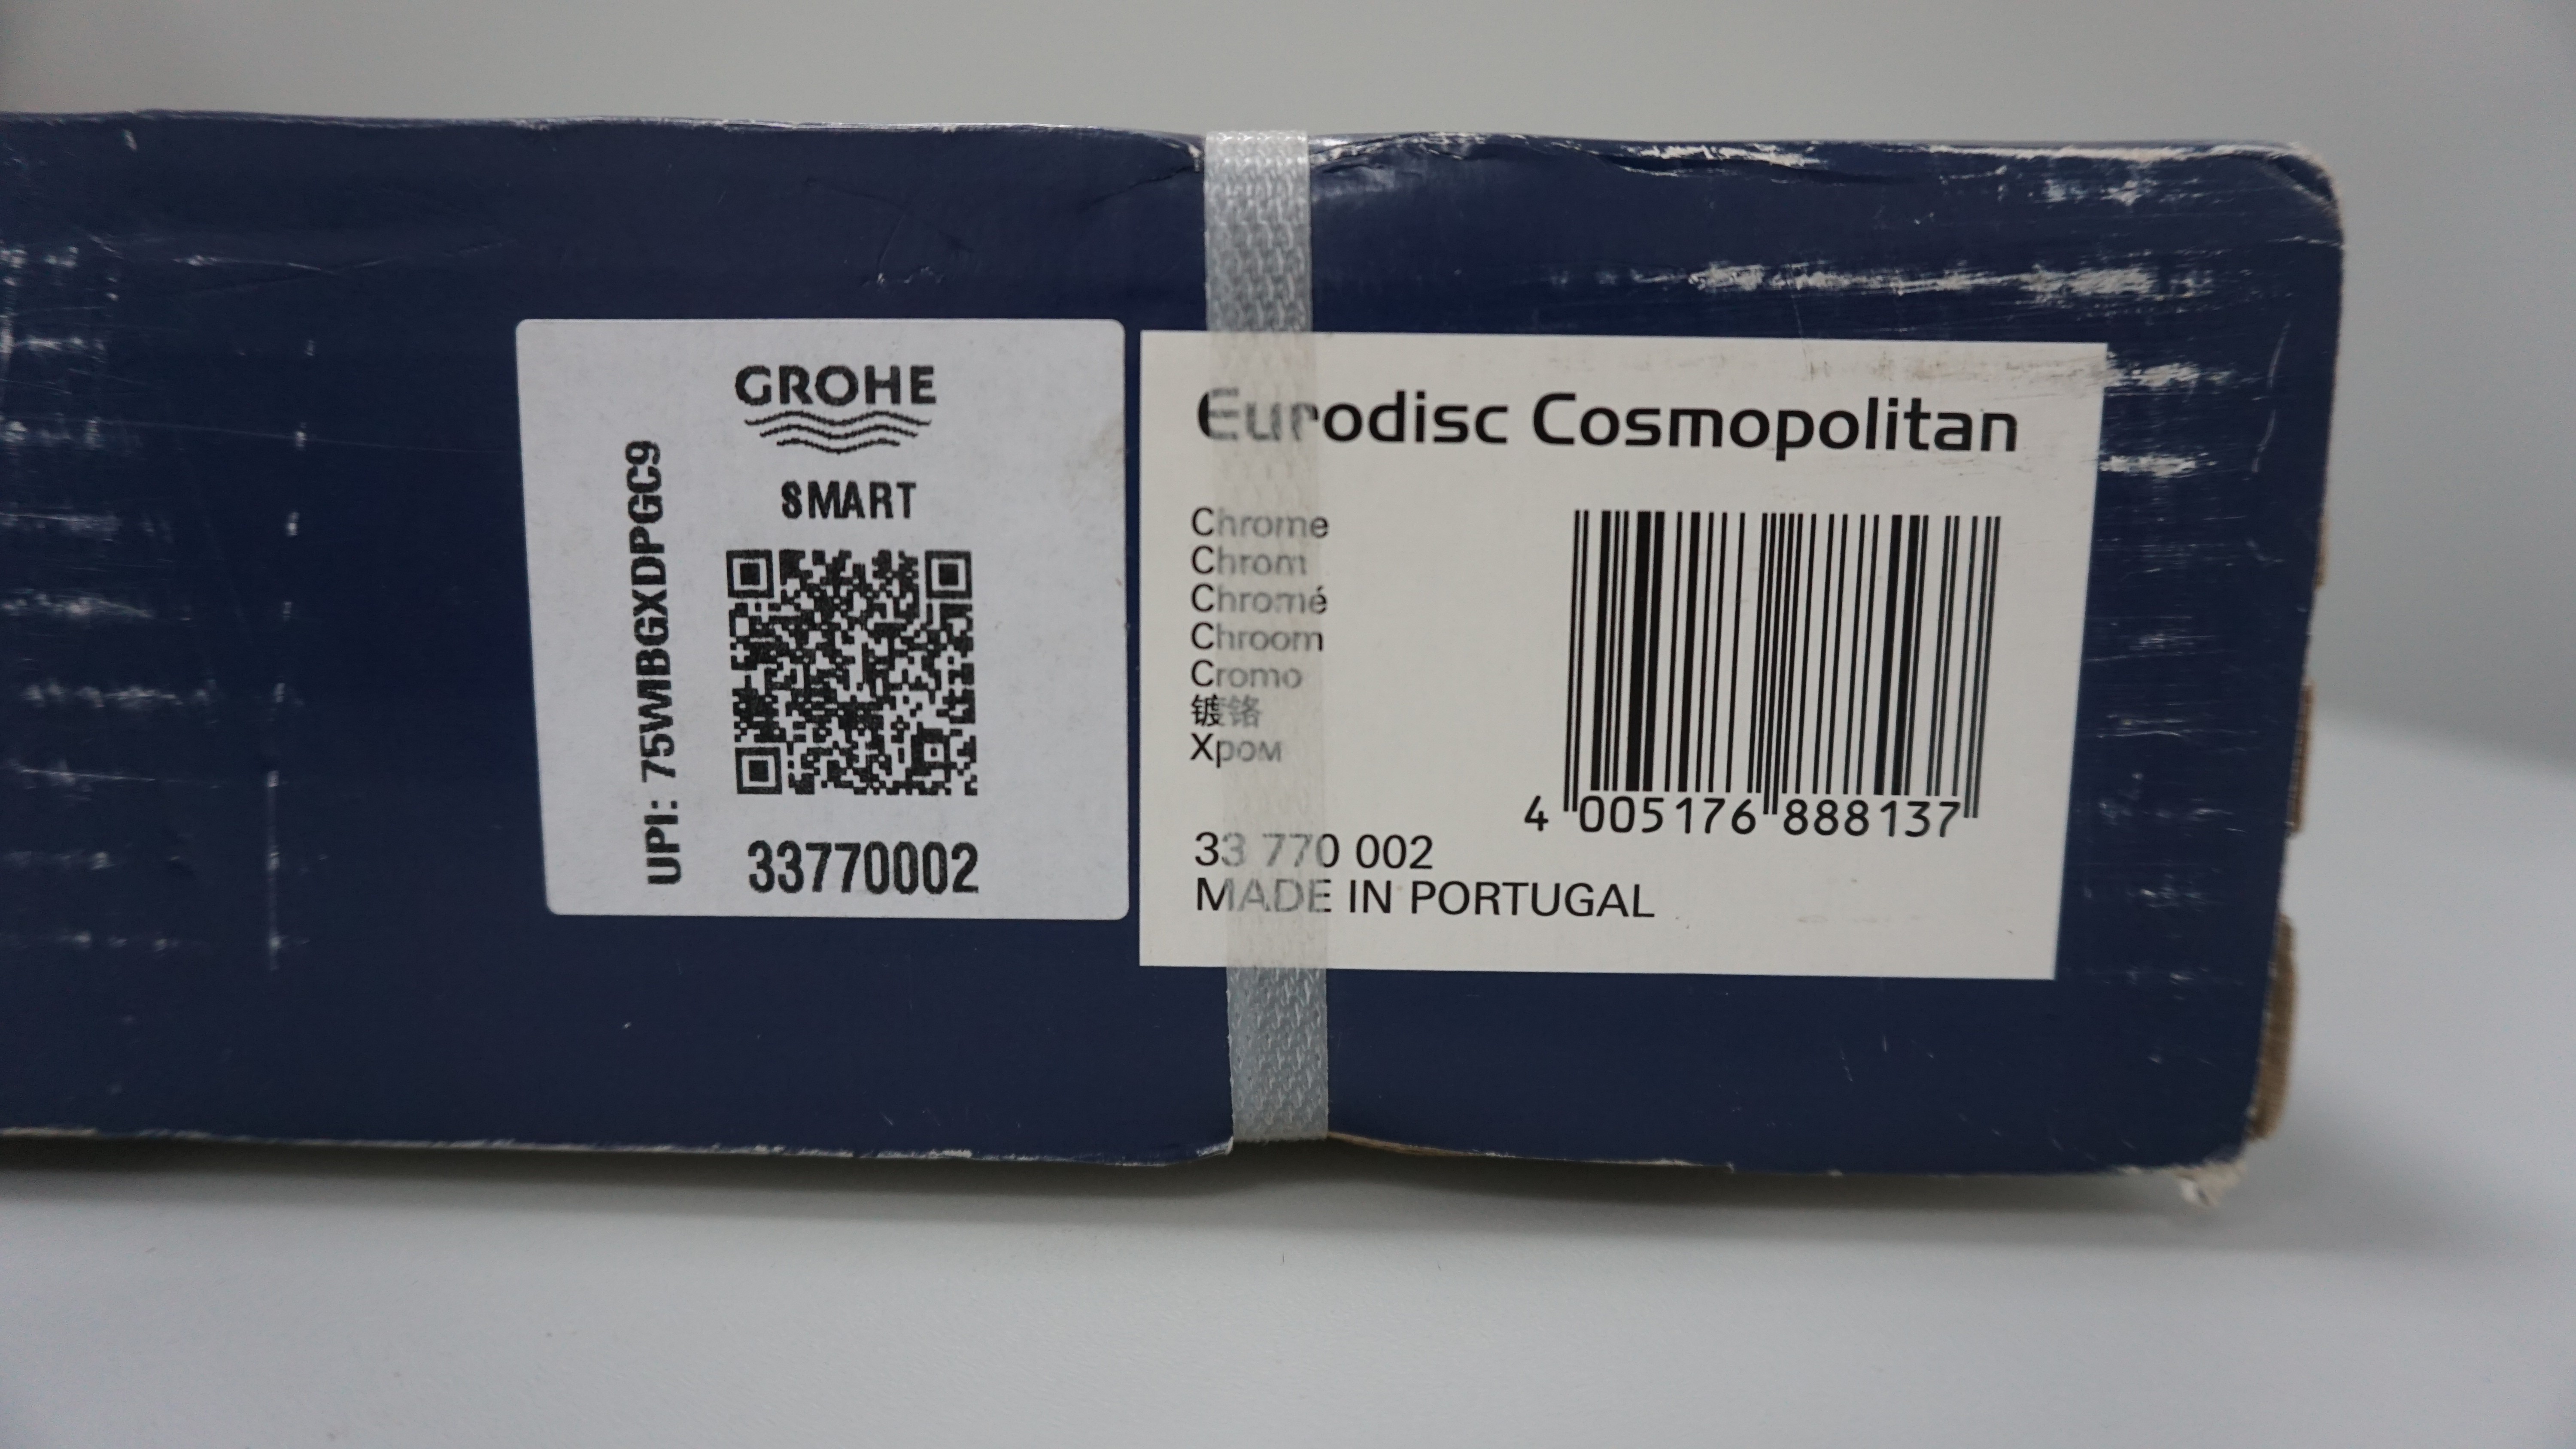 GROHE
SMART
UPI: 75WMBGXDPGC9
33770002
Eurodisc Cosmopolitan
Chrome
Chrom
Chromé
Chroom
Cromo
镀铬
Хром
4 005176 888137
33 770 002
MADE IN PORTUGAL